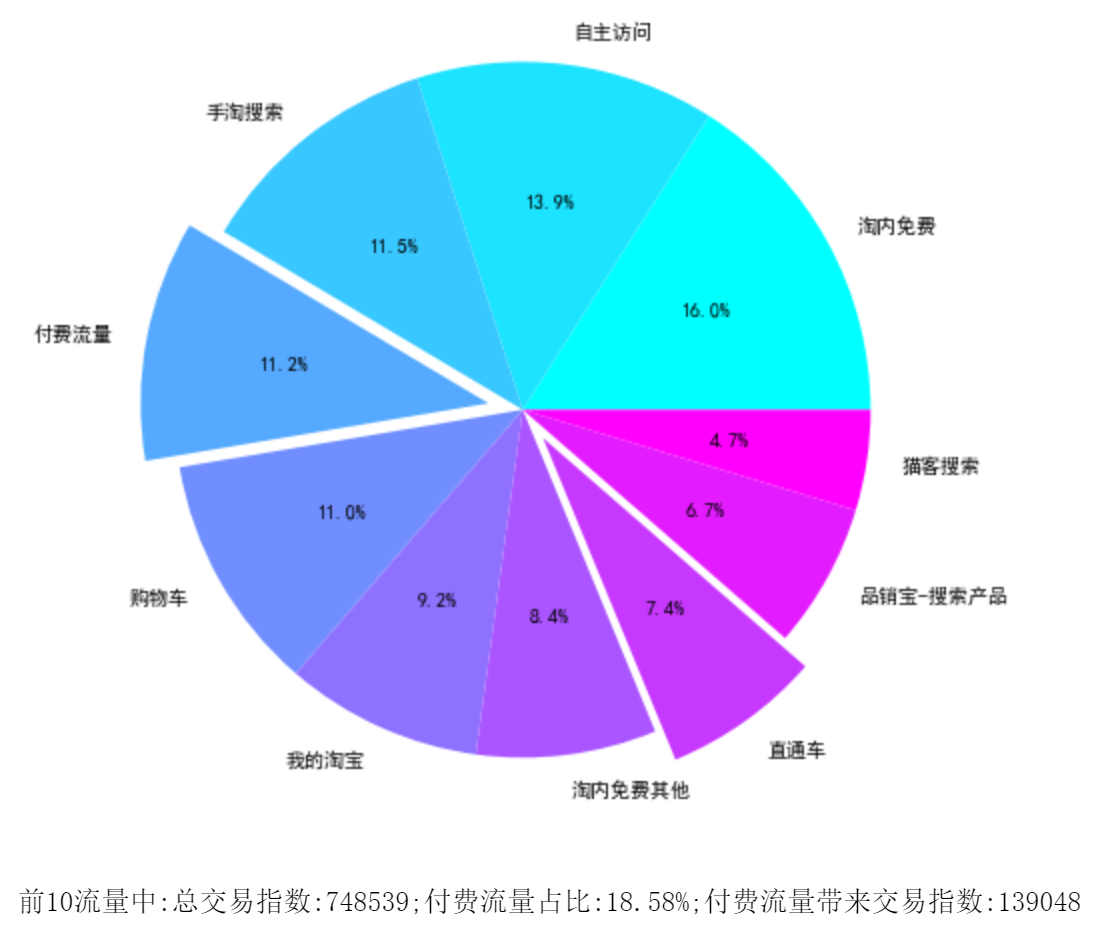 自主访问
手淘搜索
13.9%
11.5%
淘内免费
16.0%
付费流量
11.2%
4.7%
猫客搜索
6.7%
11.0%
购物车
9.2%
8.4%
7.4%
品销宝-搜索产品
我的淘宝
直通车
淘内免费其他
前10流量中:总交易指数:748539;付费流量占比:18.58%;付费流量带来交易指数:139048